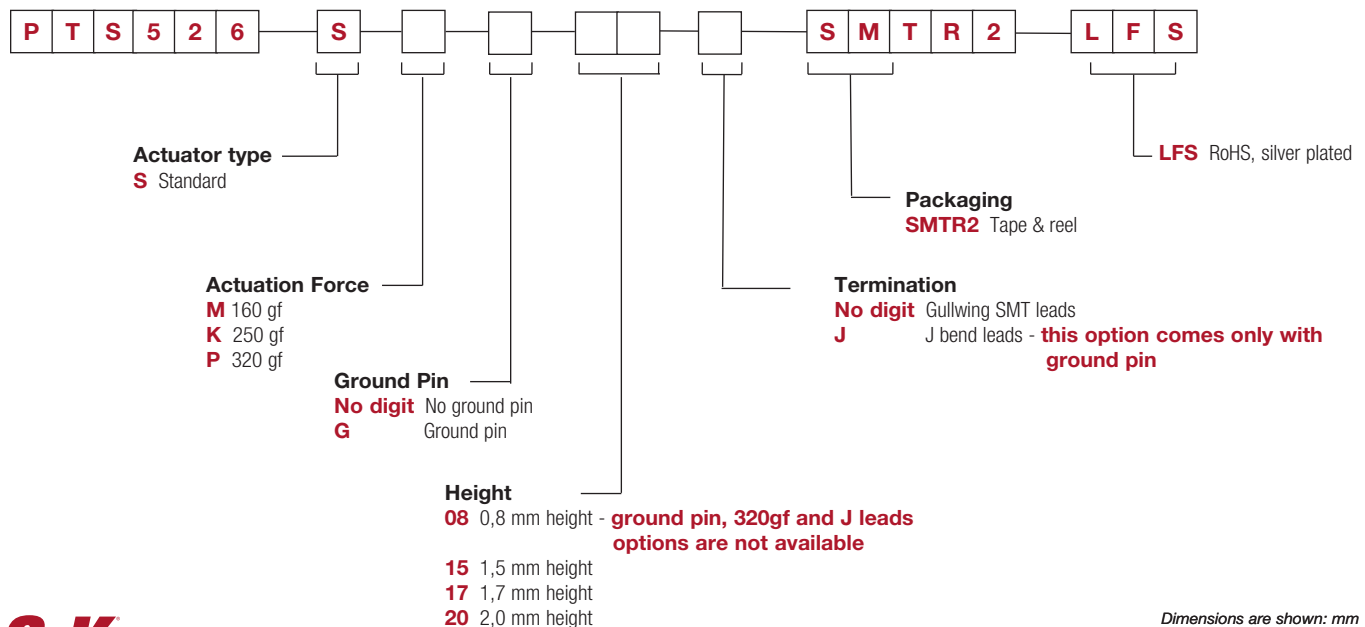 PTS526 S SMTR2 LFS
Actuator type
S Standard
LFS RoHS, silver plated
Packaging
SMTR2 Tape & reel
Actuation Force
M 160 gf
K 250 gf
P 320 gf
Termination
No digit Gullwing SMT leads
J J bend leads - this option comes only with
ground pin
Ground Pin
No digit No ground pin
G Ground pin
Height
08 0,8 mm height - ground pin, 320gf and J leads
options are not available
15 1,5 mm height
17 1,7 mm height
20 2,0 mm height
Dimensions are shown: mm